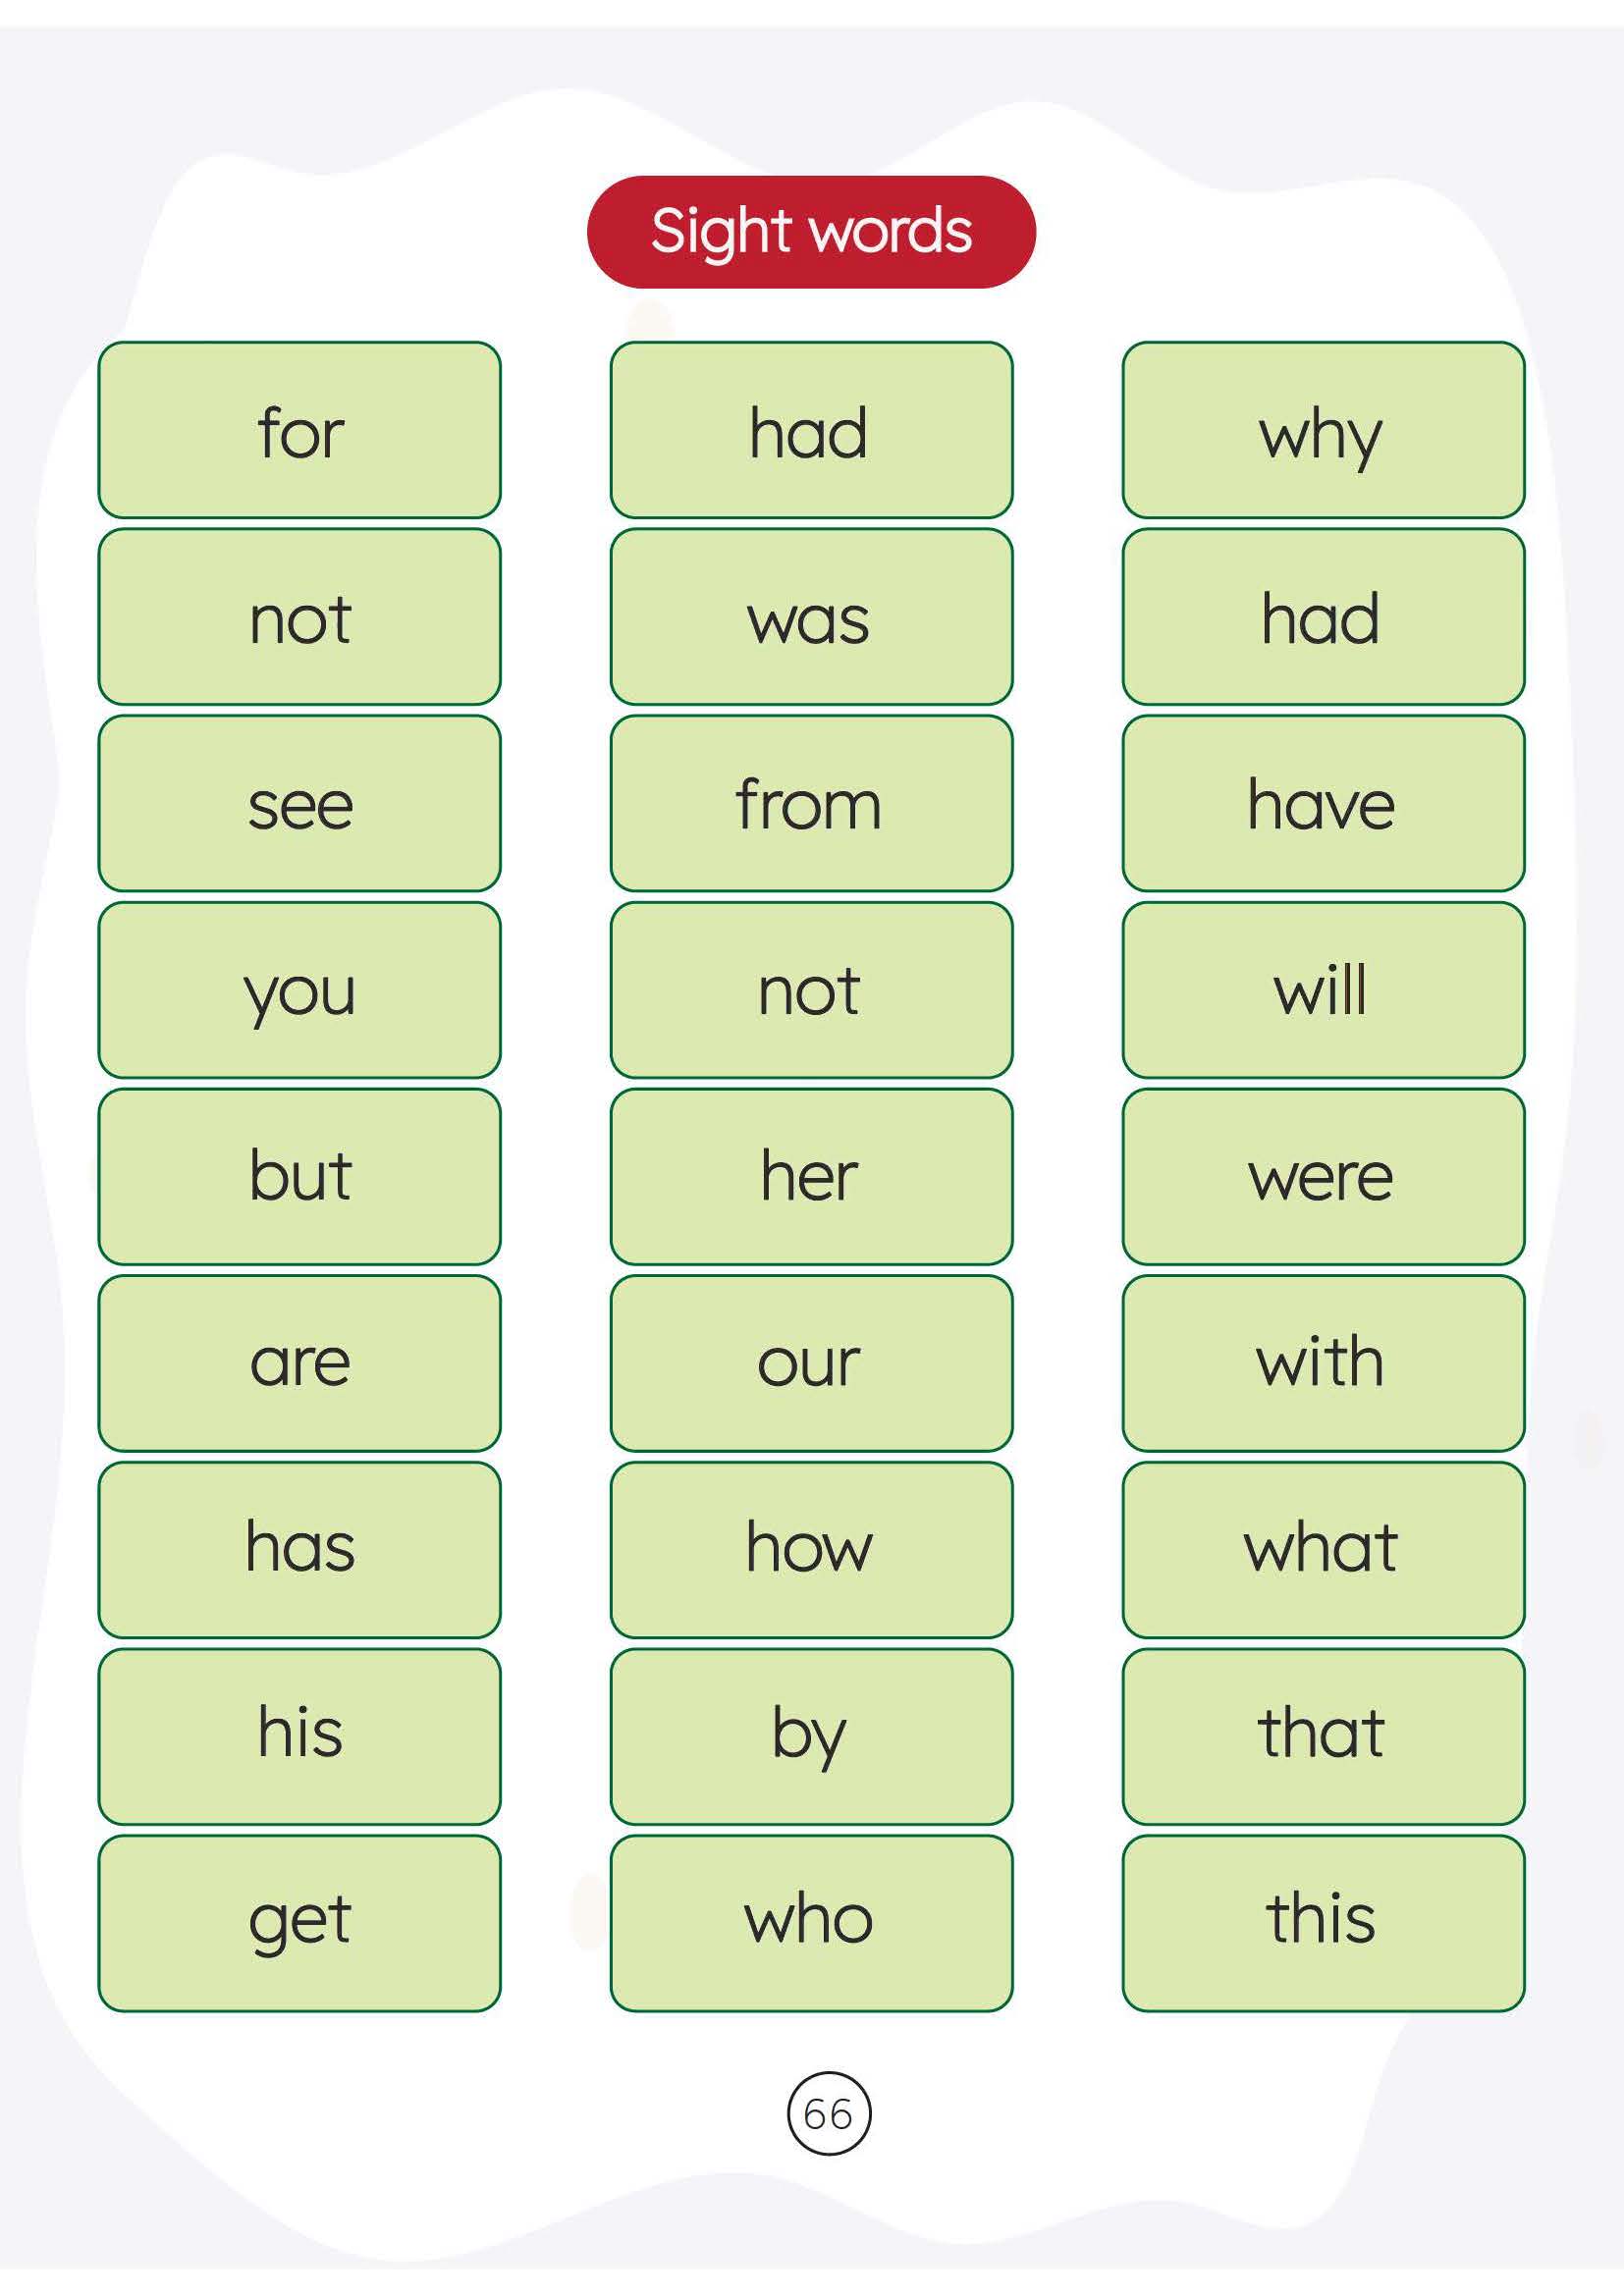 Sight words
for had why
not was had
see from have
you not will
but her were
are our with
has how what
his by that
get who this
66